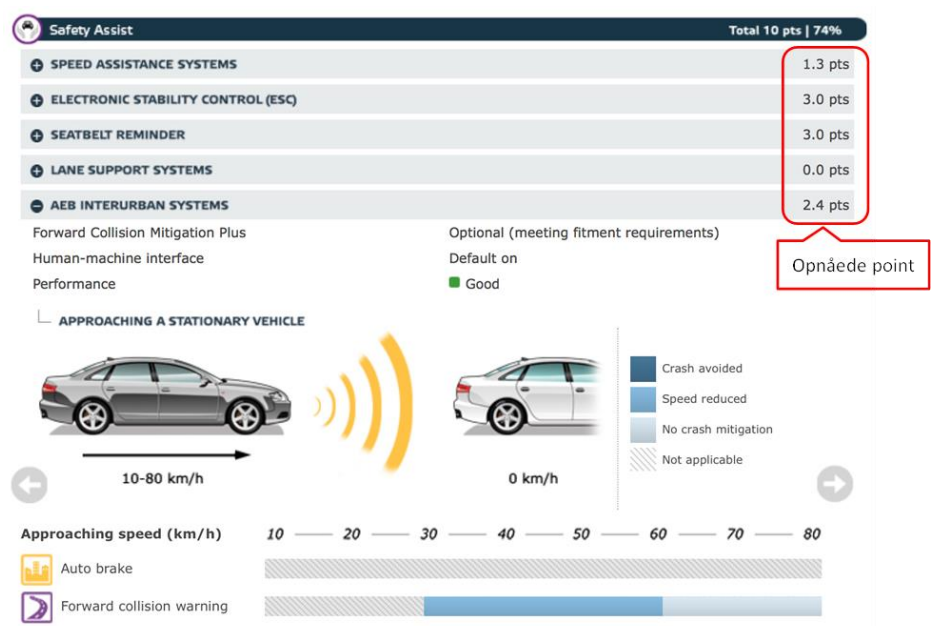 Safety Assist Total 10 pts | 74%
SPEED ASSISTANCE SYSTEMS 1.3 pts
ELECTRONIC STABILITY CONTROL (ESC) 3.0 pts
SEATBELT REMINDER 3.0 pts
LANE SUPPORT SYSTEMS 0.0 pts
AEB INTERURBAN SYSTEMS 2.4 pts
Forward Collision Mitigation Plus Optional (meeting fitment requirements)
Human-machine interface Default on
Opnåede point
Performance Good
APPROACHING A STATIONARY VEHICLE
Crash avoided
Speed reduced
No crash mitigation
Not applicable
10-80 km/h 0 km/h
Approaching speed (km/h) 10 20 30 40 50 60 70 80
Auto brake
Forward collision warning